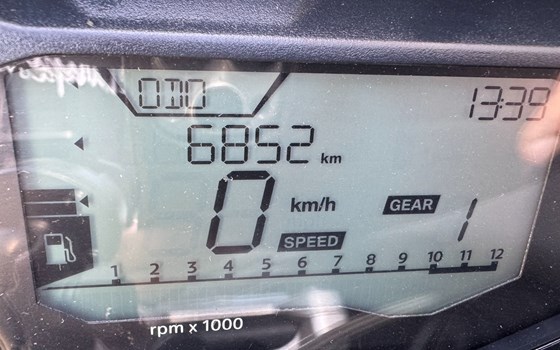 ODO
13:39
6852 km
0 km/h
GEAR 1
SPEED
1 2 3 4 5 6 7 8 9 10 11 12
rpm x 1000